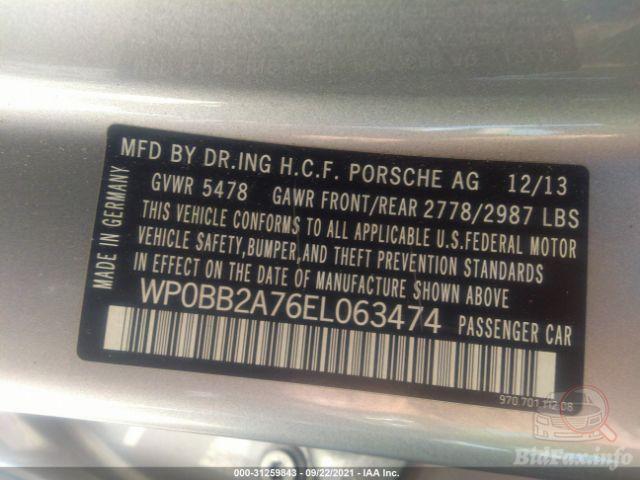 MFD BY DR.ING H.C.F. PORSCHE AG 12/13
GVWR 5478 GAWR FRONT/REAR 2778/2987 LBS
THIS VEHICLE CONFORMS TO ALL APPLICABLE U.S.FEDERAL MOTOR
VEHICLE SAFETY,BUMPER,AND THEFT PREVENTION STANDARDS
IN EFFECT ON THE DATE OF MANUFACTURE SHOWN ABOVE
WP0BB2A76EL063474 PASSENGER CAR
MADE IN GERMANY
970 701 112 08
BidFax.info
000-31259843 - 09/22/2021 - IAA Inc.